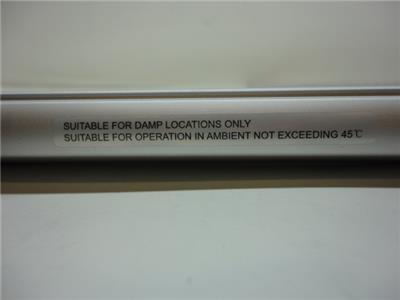 SUITABLE FOR DAMP LOCATIONS ONLY
SUITABLE FOR OPERATION IN AMBIENT NOT EXCEEDING 45℃